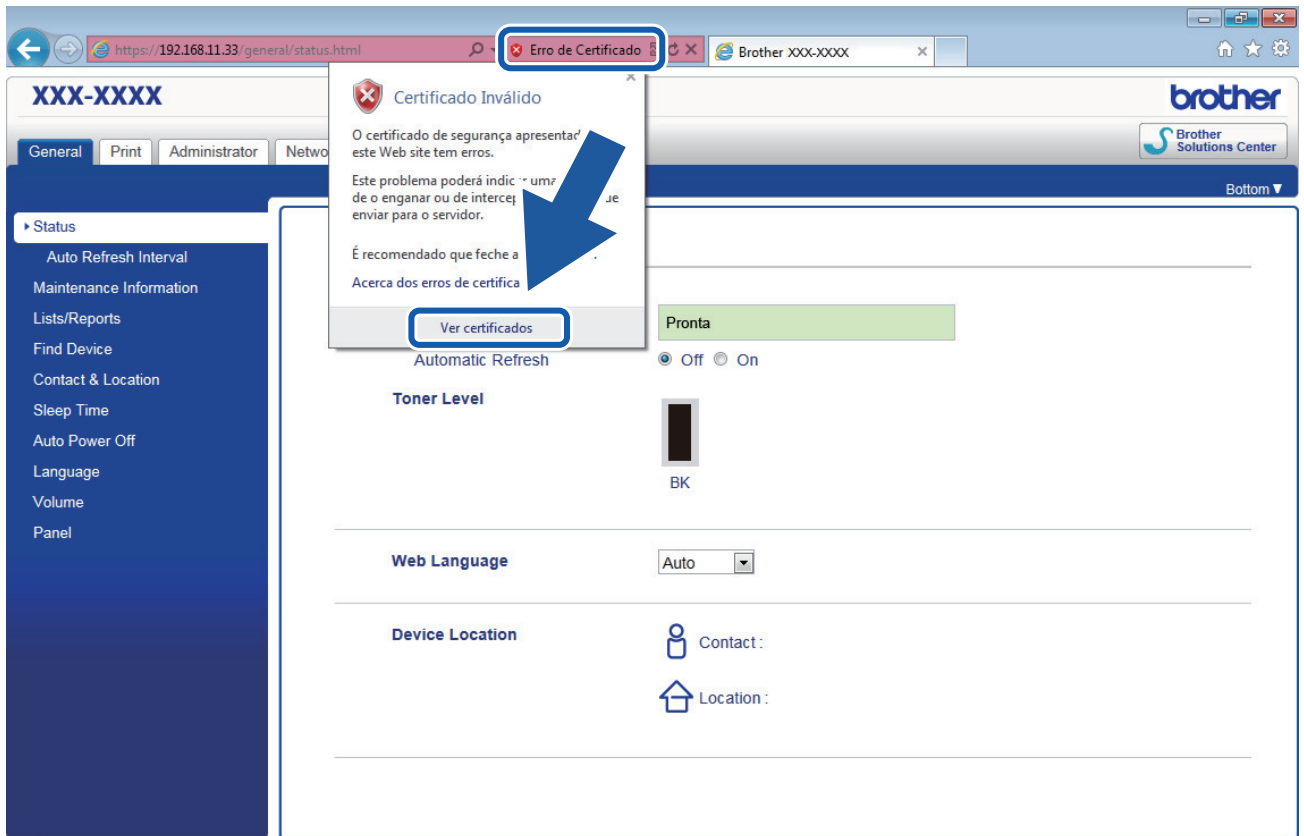 https://192.168.11.33/general/status.html
Erro de Certificado
Brother XXX-XXXX
XXX-XXXX
brother
Certificado Inválido
O certificado de segurança
este Web site tem erros.
Este problema poderá
de o enganar ou de
enviar para o servidor.
É recomendado que feche a
Acerca dos erros de
Ver certificados
General
Print
Administrator
Brother
Solutions Center
Bottom▼
Status
Auto Refresh Interval
Maintenance Information
Lists/Reports
Find Device
Contact & Location
Sleep Time
Auto Power Off
Language
Volume
Panel
Pronta
Automatic Refresh
Off
On
Toner Level
BK
Web Language
Auto
Device Location
Contact :
Location :